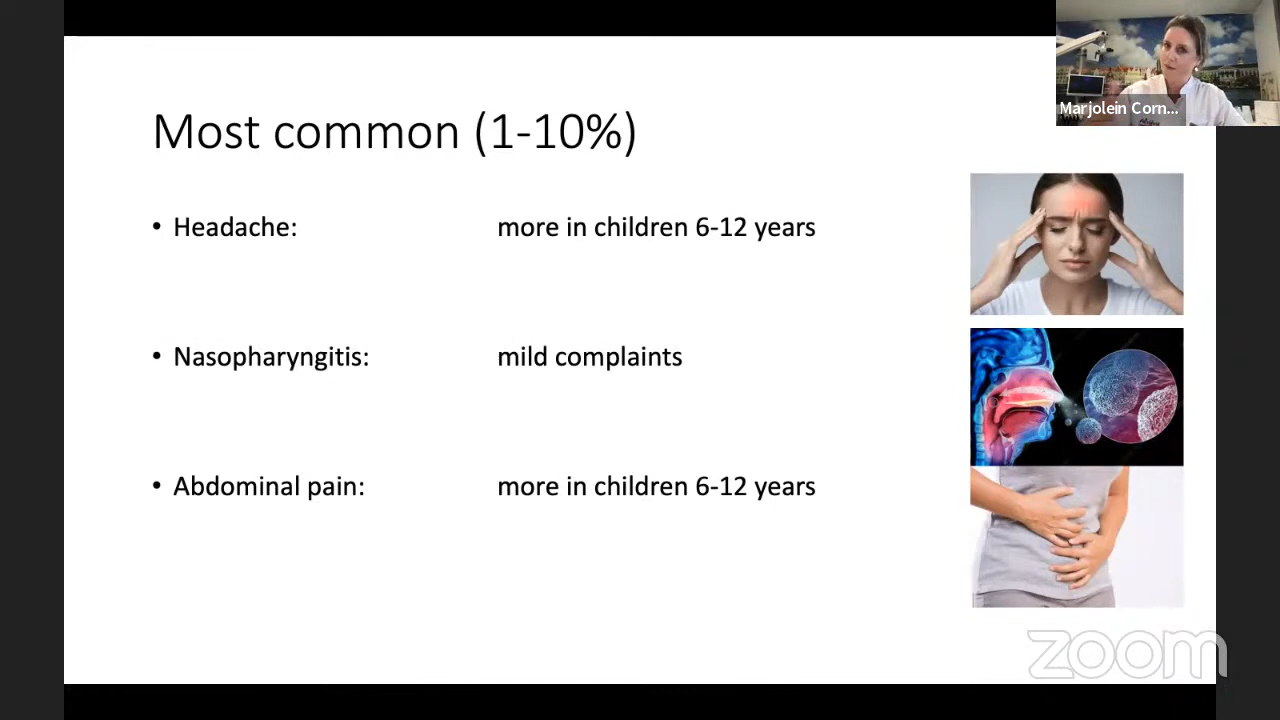 Most common (1-10%)
Marjolein Corn...
• Headache: more in children 6-12 years
• Nasopharyngitis: mild complaints
• Abdominal pain: more in children 6-12 years
zoom